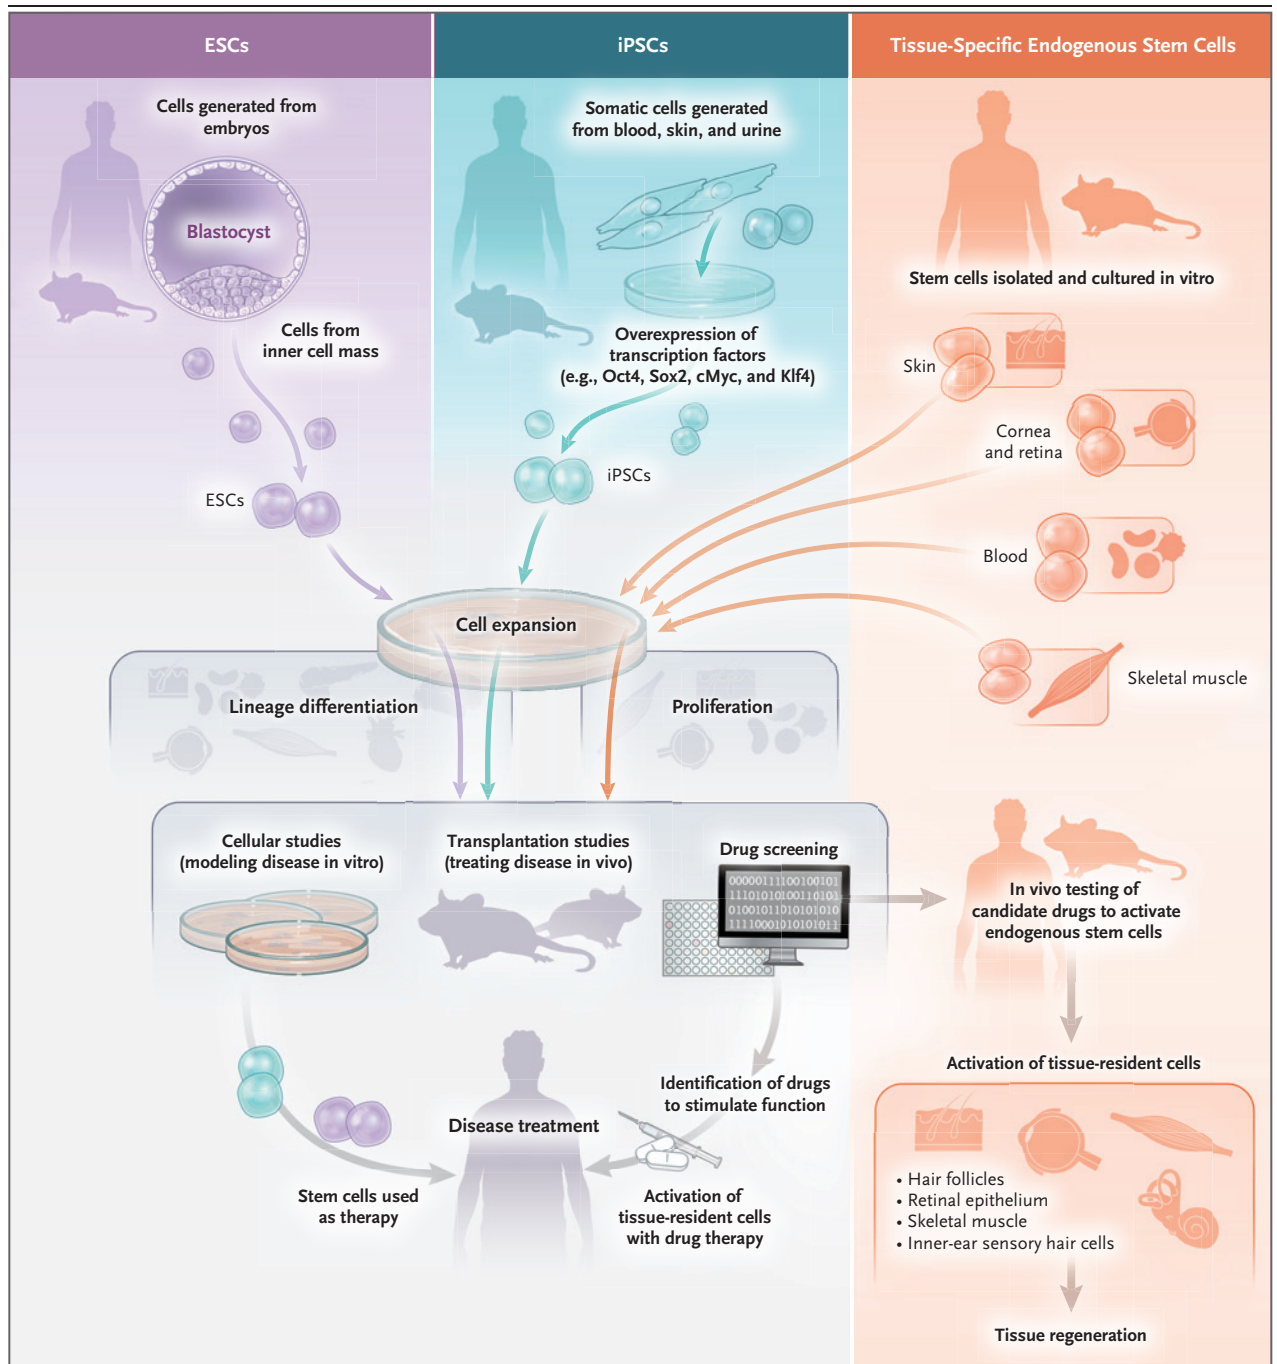 ESCs
iPSCs
Tissue-Specific Endogenous Stem Cells
Cells generated from
embryos
Blastocyst
Cells from
inner cell mass
ESCs
Somatic cells generated
from blood, skin, and urine
Overexpression of
transcription factors
(e.g., Oct4, Sox2, cMyc, and Klf4)
iPSCs
Stem cells isolated and cultured in vitro
Skin
Cornea
and retina
Blood
Skeletal muscle
Cell expansion
Lineage differentiation
Proliferation
Cellular studies
(modeling disease in vitro)
Transplantation studies
(treating disease in vivo)
Drug screening
00000111100100101
11101010100110101
01001011010101010
11110001010101011
In vivo testing of
candidate drugs to activate
endogenous stem cells
Activation of tissue-resident cells
• Hair follicles
• Retinal epithelium
• Skeletal muscle
• Inner-ear sensory hair cells
Tissue regeneration
Identification of drugs
to stimulate function
Disease treatment
Stem cells used
as therapy
Activation of
tissue-resident cells
with drug therapy